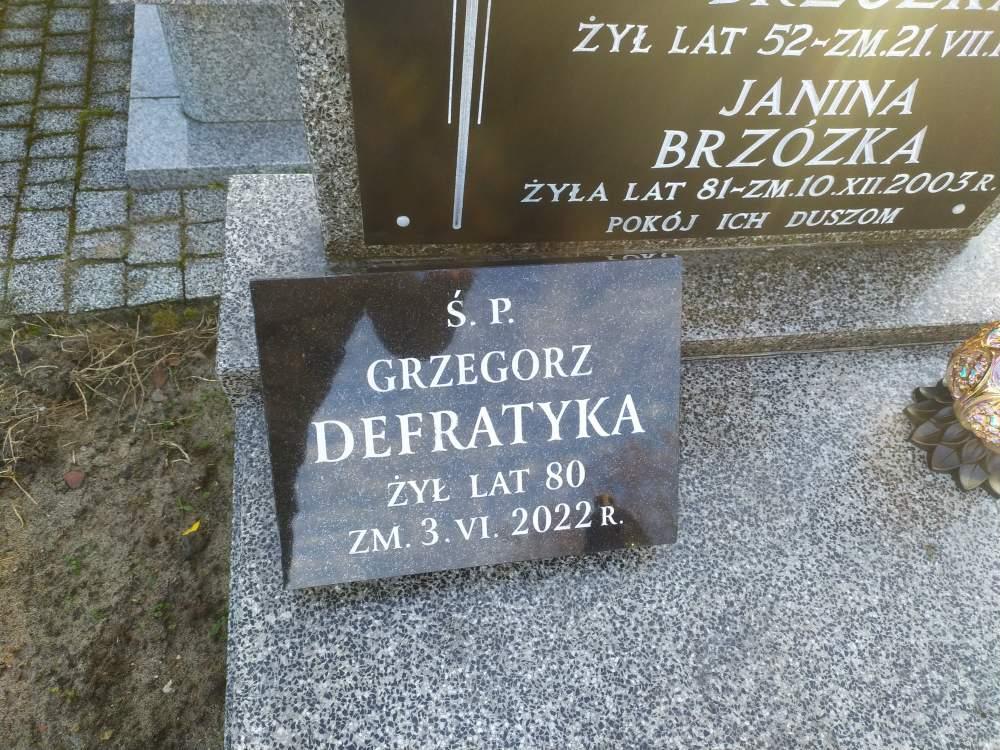 ŻYŁ LAT 52-ZM.21.VII.
JANINA
BRZÓZKA
ŻYŁA LAT 81-ZM.10.XII.2003 R.
POKÓJ ICH DUSZOM
Ś. P.
GRZEGORZ
DEFRATYKA
ŻYŁ LAT 80
ZM. 3. VI. 2022 R.